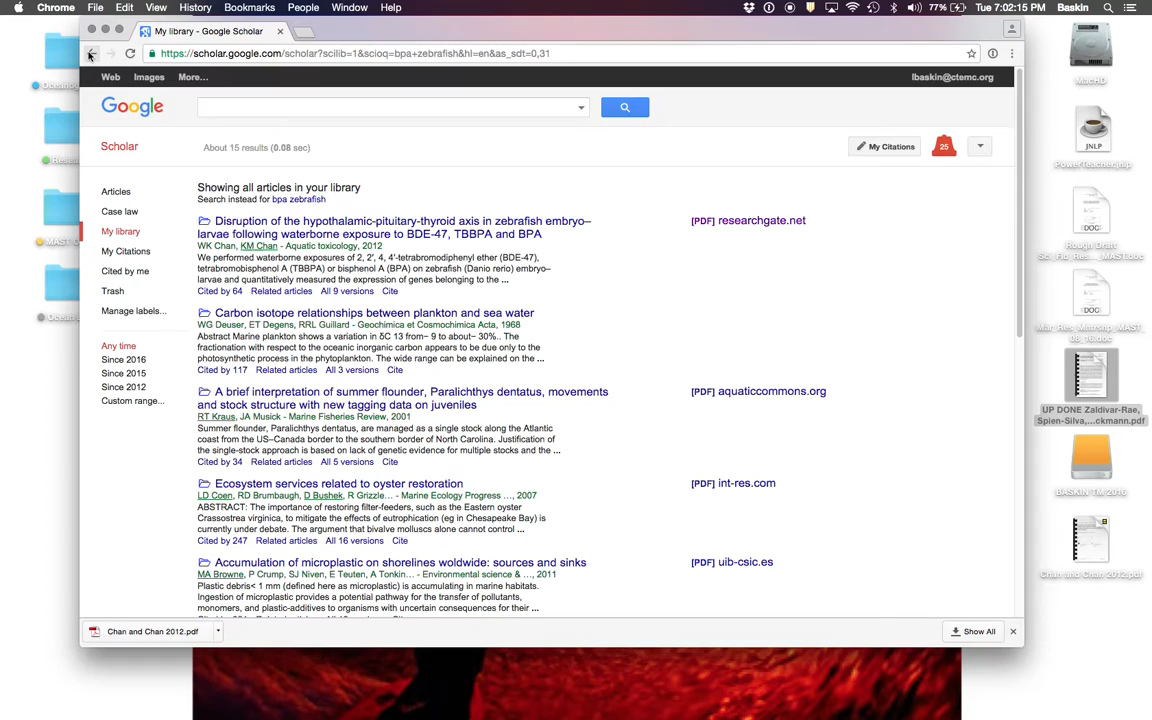 Chrome File Edit View History Bookmarks People Window Help 77% Tue 7:02:15 PM Baskin
My library - Google Scholar
https://scholar.google.com/scholar?scilib=1&scioq=bpa+zebrafish&hl=en&as_sdt=0,31
Web Images More... lbaskin@ctemc.org
Google
Scholar About 15 results (0.08 sec) My Citations 25
Articles
Case law
My library
My Citations
Cited by me
Trash
Manage labels...
Any time
Since 2016
Since 2015
Since 2012
Custom range...
Showing all articles in your library
Search instead for bpa zebrafish
Disruption of the hypothalamic-pituitary-thyroid axis in zebrafish embryo–
larvae following waterborne exposure to BDE-47, TBBPA and BPA
WK Chan, KM Chan - Aquatic toxicology, 2012
We performed waterborne exposures of 2, 2′, 4, 4′-tetrabromodiphenyl ether (BDE-47),
tetrabromobisphenol A (TBBPA) or bisphenol A (BPA) on zebrafish (Danio rerio) embryo–
larvae and quantitatively measured the expression of genes belonging to the ...
Cited by 64 Related articles All 9 versions Cite
[PDF] researchgate.net
Carbon isotope relationships between plankton and sea water
WG Deuser, ET Degens, RRL Guillard - Geochimica et Cosmochimica Acta, 1968
Abstract Marine plankton shows a variation in δC 13 from− 9 to about− 30‰. The
fractionation with respect to the oceanic inorganic carbon appears to be due only to the
photosynthetic process in the phytoplankton. The wide range can be explained on the ...
Cited by 117 Related articles All 3 versions Cite
A brief interpretation of summer flounder, Paralichthys dentatus, movements
and stock structure with new tagging data on juveniles
RT Kraus, JA Musick - Marine Fisheries Review, 2001
Summer flounder, Paralichthys dentatus, are managed as a single stock along the Atlantic
coast from the US–Canada border to the southern border of North Carolina. Justification of
the single-stock approach is based on lack of genetic evidence for multiple stocks and the ...
Cited by 34 Related articles All 5 versions Cite
[PDF] aquaticcommons.org
Ecosystem services related to oyster restoration
LD Coen, RD Brumbaugh, D Bushek, R Grizzle... - Marine Ecology Progress ..., 2007
ABSTRACT: The importance of restoring filter-feeders, such as the Eastern oyster
Crassostrea virginica, to mitigate the effects of eutrophication (eg in Chesapeake Bay) is
currently under debate. The argument that bivalve molluscs alone cannot control ...
Cited by 247 Related articles All 16 versions Cite
[PDF] int-res.com
Accumulation of microplastic on shorelines woldwide: sources and sinks
MA Browne, P Crump, SJ Niven, E Teuten, A Tonkin... - Environmental science & ..., 2011
Plastic debris< 1 mm (defined here as microplastic) is accumulating in marine habitats.
Ingestion of microplastic provides a potential pathway for the transfer of pollutants,
monomers, and plastic-additives to organisms with uncertain consequences for their ...
[PDF] uib-csic.es
Chan and Chan 2012.pdf Show All
MacHD
JNLP
PowerTeacher.jnlp
DOC
Rough Draft
DOC
UP DONE Zaldivar-Rae,
Spien-Silva,...ckmann.pdf
BASKIN TM 2016
Chan and Chan 2012.pdf